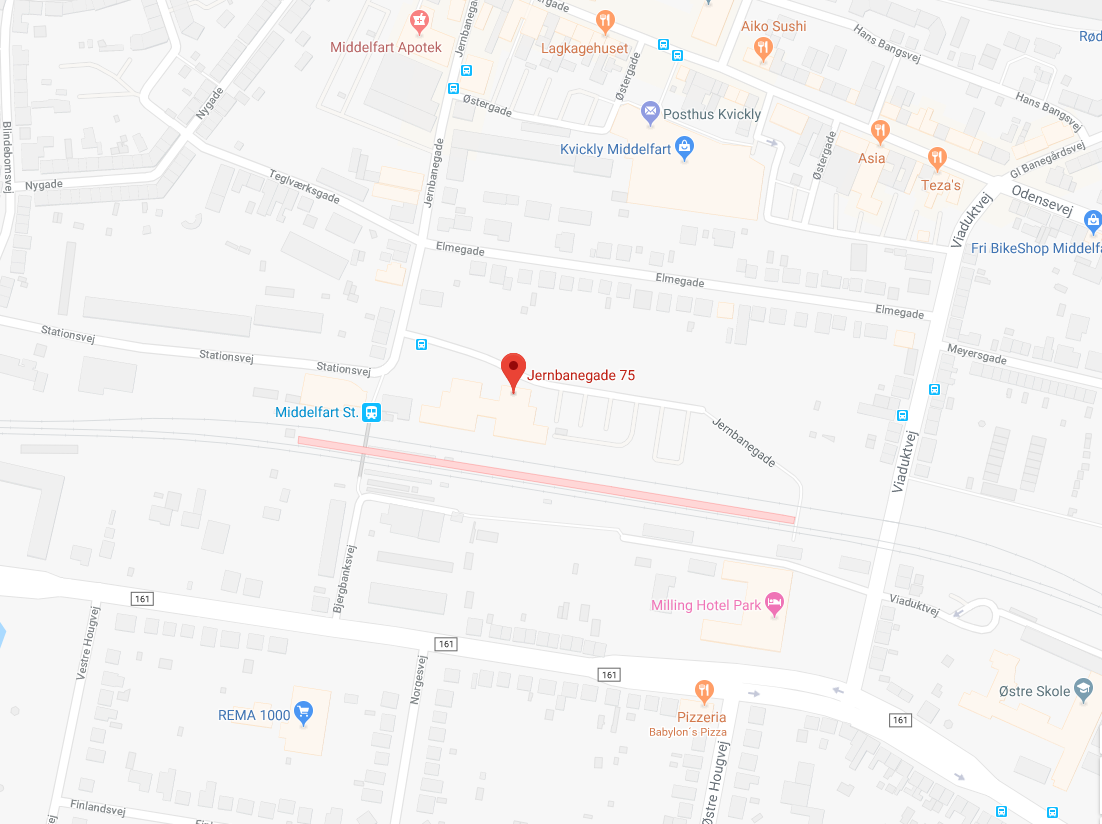 Jernbanegade
Østergade
Middelfart Apotek
Lagkagehuset
Aiko Sushi
Hans Bangsvej
Nygade
Østergade
Østergade
Posthus Kvickly
Kvickly Middelfart
Hans Bangsvej
Blindebomsvej
Jernbanegade
Østergade
Asia
Teza's
Gl Banegårdsvej
Nygade
Teglværksgade
Odensevej
Viaduktvej
Elmegade
Fri BikeShop Middelfa
Elmegade
Elmegade
Stationsvej
Stationsvej
Stationsvej
Meyersgade
Jernbanegade 75
Middelfart St.
Jernbanegade
Viaduktvej
Bjergbanksvej
161
Milling Hotel Park
Viaduktvej
Vestre Hougvej
161
161
Norgesvej
Østre Skole
REMA 1000
Pizzeria
Babylon´s Pizza
161
Østre Hougvej
Finlandsvej